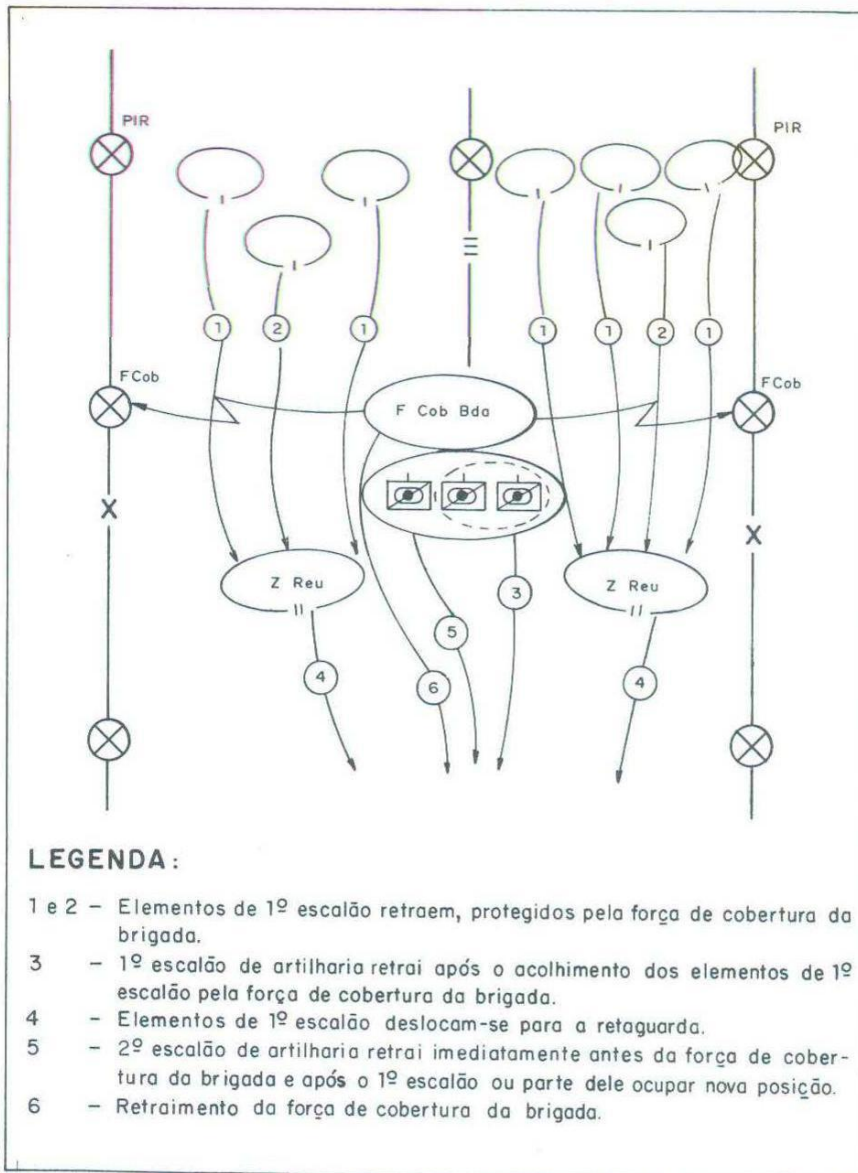 PIR
PIR
1
2
1
1
1
2
1
FCob
F Cob Bda
FCob
X
X
Z Reu
3
Z Reu
5
4
6
4
LEGENDA:
1 e 2 – Elementos de 1º escalão retraem, protegidos pela força de cobertura da
brigada.
3 – 1º escalão de artilharia retrai após o acolhimento dos elementos de 1º
escalão pela força de cobertura da brigada.
4 – Elementos de 1º escalão deslocam-se para a retaguarda.
5 – 2º escalão de artilharia retrai imediatamente antes da força de cober-
tura da brigada e após o 1º escalão ou parte dele ocupar nova posição.
6 – Retraimento da força de cobertura da brigada.